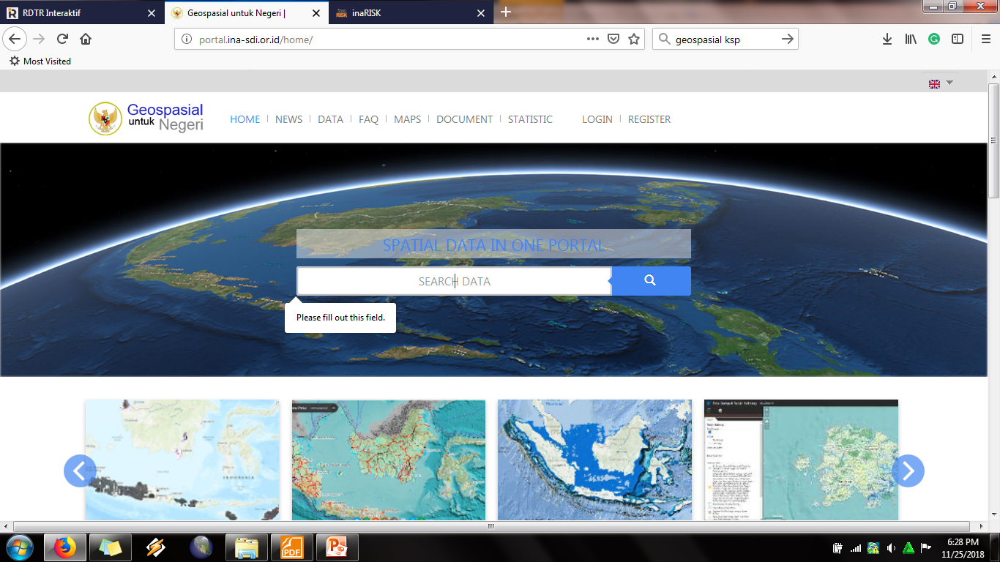 RDTR Interaktif
Geospasial untuk Negeri |
inaRISK
portal.ina-sdi.or.id/home/
geospasial ksp
Most Visited
Geospasial
untuk Negeri
HOME
NEWS
DATA
FAQ
MAPS
DOCUMENT
STATISTIC
LOGIN
REGISTER
SPATIAL DATA IN ONE PORTAL
SEARCH DATA
Please fill out this field.
INDONESIA
PDF
6:28 PM
11/25/2018